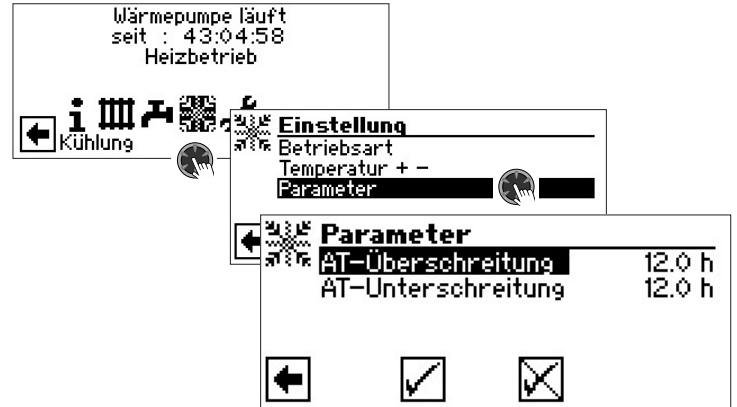 Wärmepumpe läuft
seit : 43:04:58
Heizbetrieb
Kühlung
Einstellung
Betriebsart
Temperatur + −
Parameter
Parameter
AT-Überschreitung 12.0 h
AT-Unterschreitung 12.0 h